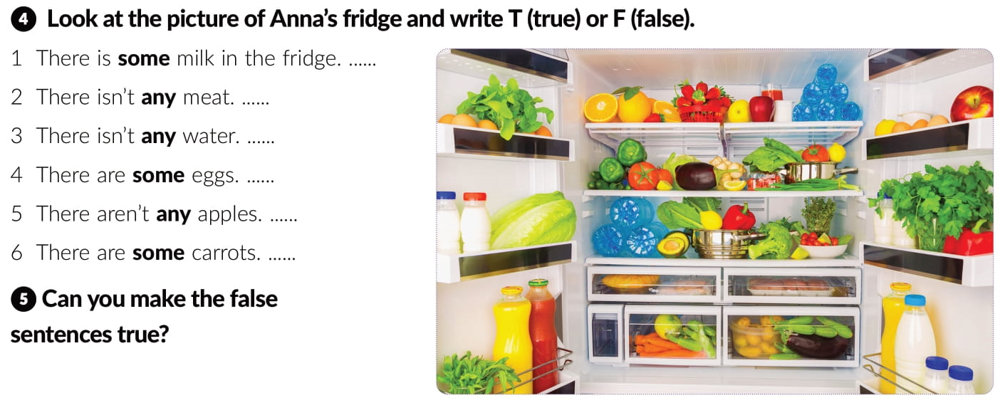 4 Look at the picture of Anna’s fridge and write T (true) or F (false).
1 There is some milk in the fridge. ......
2 There isn’t any meat. ......
3 There isn’t any water. ......
4 There are some eggs. ......
5 There aren’t any apples. ......
6 There are some carrots. ......
5 Can you make the false
sentences true?